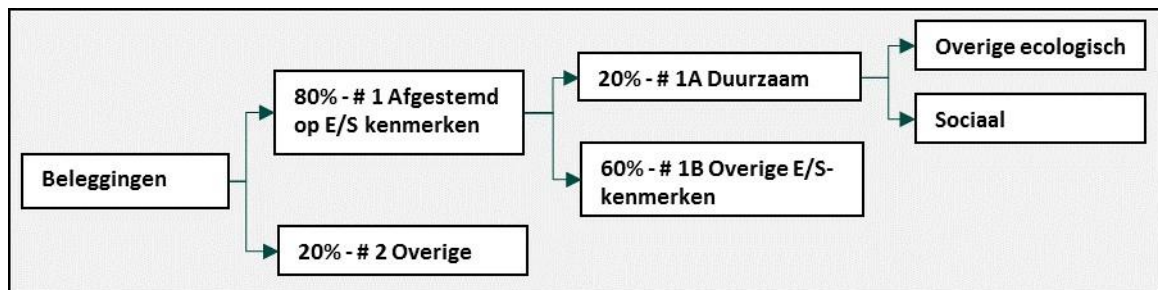 Beleggingen
80% - # 1 Afgestemd
op E/S kenmerken
20% - # 2 Overige
20% - # 1A Duurzaam
60% - # 1B Overige E/S-
kenmerken
Overige ecologisch
Sociaal